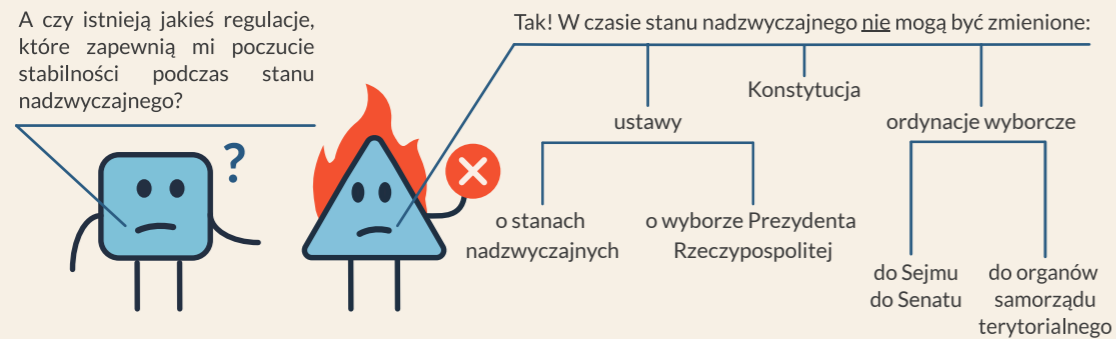 A czy istnieją jakieś regulacje,
które zapewnią mi poczucie
stabilności podczas stanu
nadzwyczajnego?
?
Tak! W czasie stanu nadzwyczajnego nie mogą być zmienione:
Konstytucja
ustawy
o stanach
nadzwyczajnych
o wyborze Prezydenta
Rzeczypospolitej
ordynacje wyborcze
do Sejmu
do Senatu
do organów
samorządu
terytorialnego